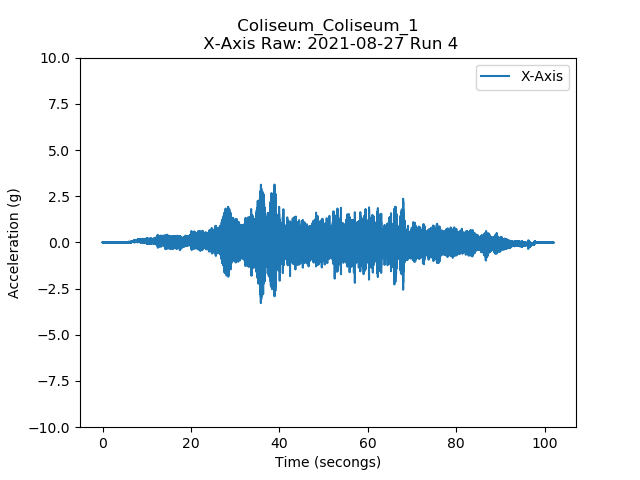 Coliseum_Coliseum_1
X-Axis Raw: 2021-08-27 Run 4
X-Axis
10.0
7.5
5.0
2.5
0.0
−2.5
−5.0
−7.5
−10.0
Acceleration (g)
0 20 40 60 80 100
Time (secongs)